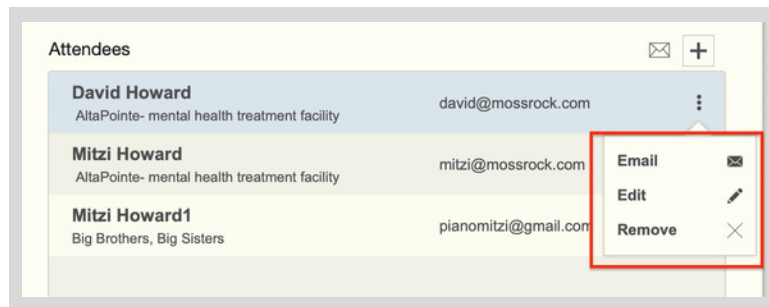 Attendees
David Howard
AltaPointe- mental health treatment facility
david@mossrock.com
Mitzi Howard
AltaPointe- mental health treatment facility
mitzi@mossrock.com
Mitzi Howard1
Big Brothers, Big Sisters
pianomitzi@gmail.com
Email
Edit
Remove